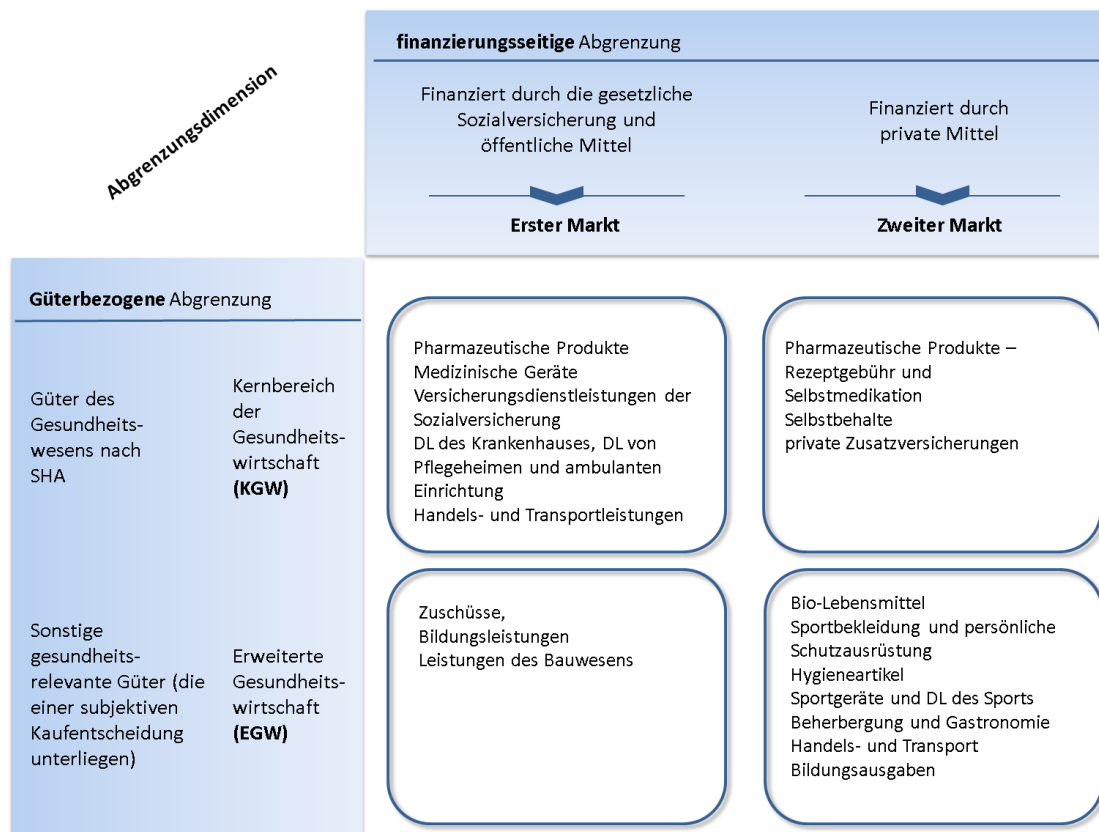 Abgrenzungsdimension
finanzierungsseitige Abgrenzung
Finanziert durch die gesetzliche
Sozialversicherung und
öffentliche Mittel
Erster Markt
Finanziert durch
private Mittel
Zweiter Markt
Güterbezogene Abgrenzung
Güter des
Gesundheits-
wesens nach
SHA
Kernbereich
der
Gesundheits-
wirtschaft
(KGW)
Pharmazeutische Produkte
Medizinische Geräte
Versicherungsdienstleistungen der
Sozialversicherung
DL des Krankenhauses, DL von
Pflegeheimen und ambulanten
Einrichtung
Handels- und Transportleistungen
Pharmazeutische Produkte –
Rezeptgebühr und
Selbstmedikation
Selbstbehalte
private Zusatzversicherungen
Sonstige
gesundheits-
relevante Güter (die
einer subjektiven
Kaufentscheidung
unterliegen)
Erweiterte
Gesundheits-
wirtschaft
(EGW)
Zuschüsse,
Bildungsleistungen
Leistungen des Bauwesens
Bio-Lebensmittel
Sportbekleidung und persönliche
Schutzausrüstung
Hygieneartikel
Sportgeräte und DL des Sports
Beherbergung und Gastronomie
Handels- und Transport
Bildungsausgaben